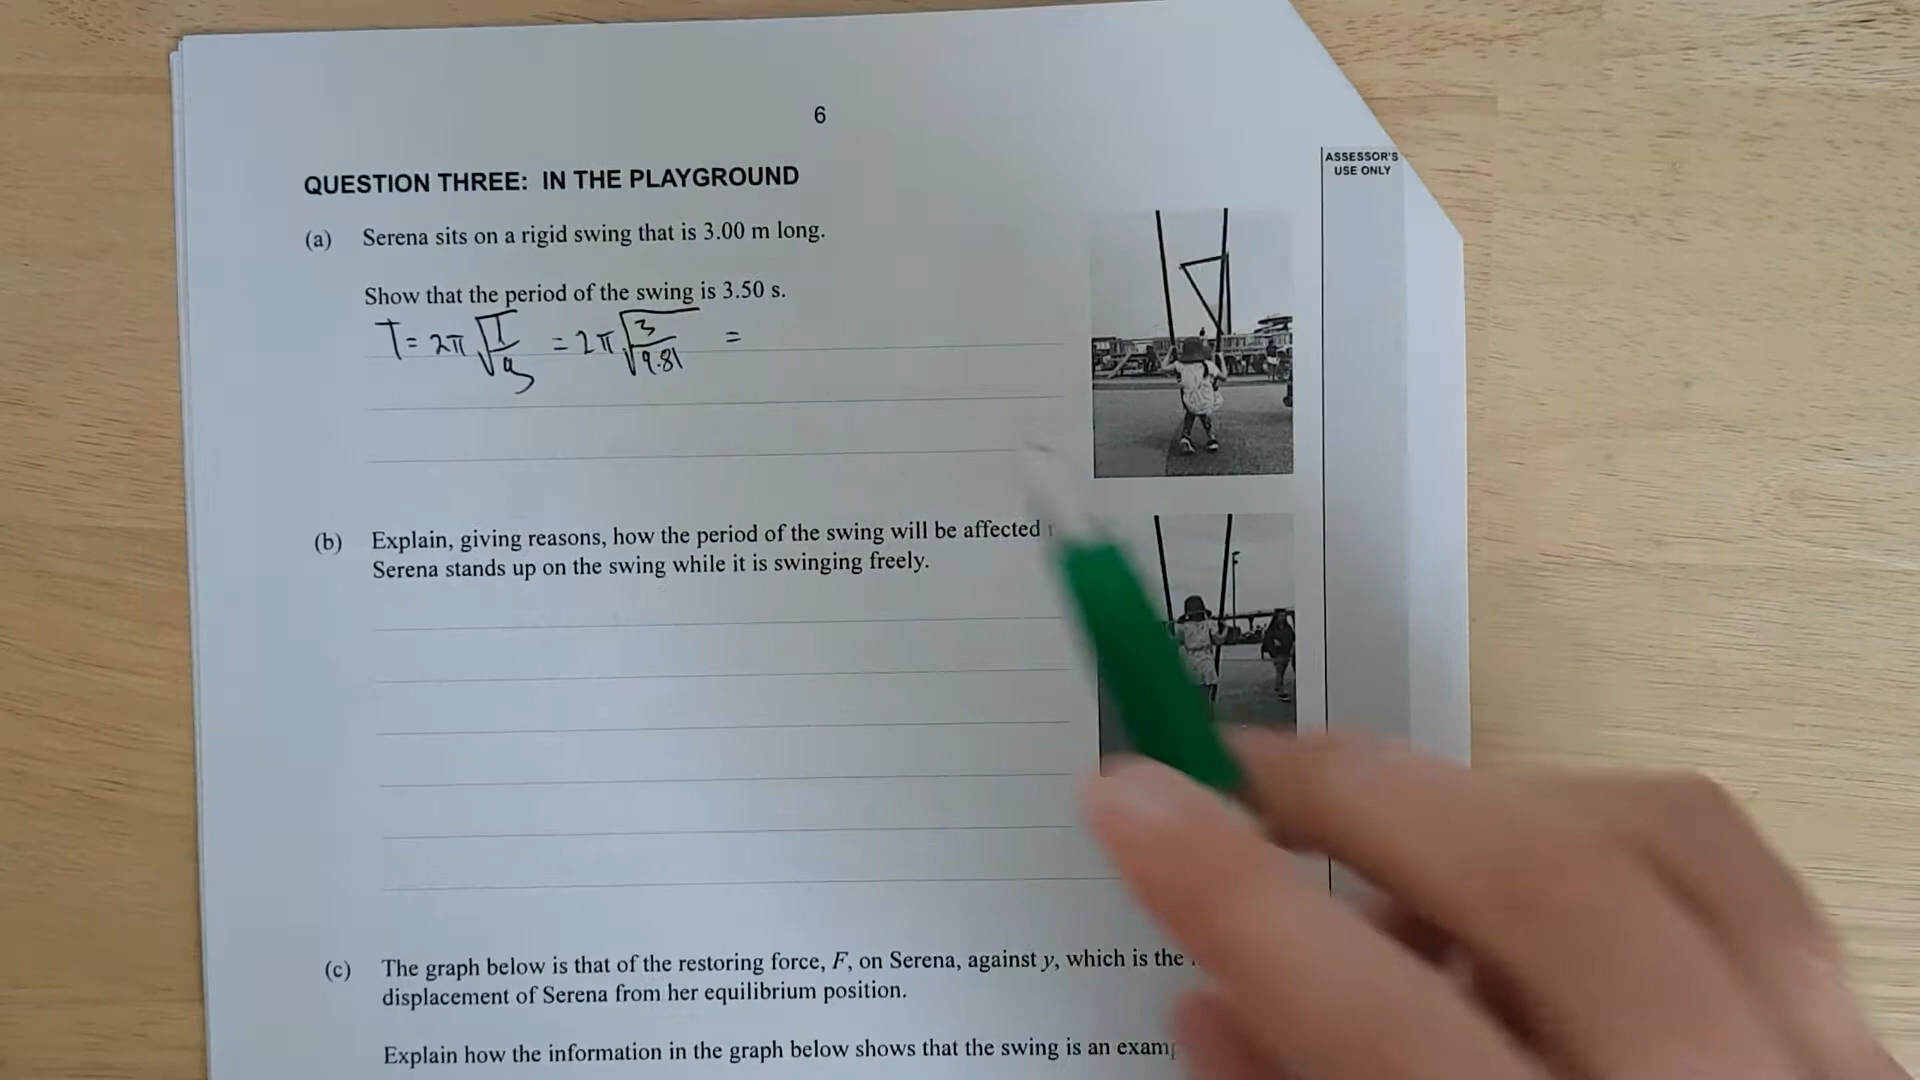 6
ASSESSOR'S
USE ONLY
QUESTION THREE: IN THE PLAYGROUND
(a) Serena sits on a rigid swing that is 3.00 m long.
Show that the period of the swing is 3.50 s.
T = 2π √(l/g) = 2π √(3/9.81) =
(b) Explain, giving reasons, how the period of the swing will be affected
Serena stands up on the swing while it is swinging freely.
(c) The graph below is that of the restoring force, F, on Serena, against y, which is the
displacement of Serena from her equilibrium position.
Explain how the information in the graph below shows that the swing is an